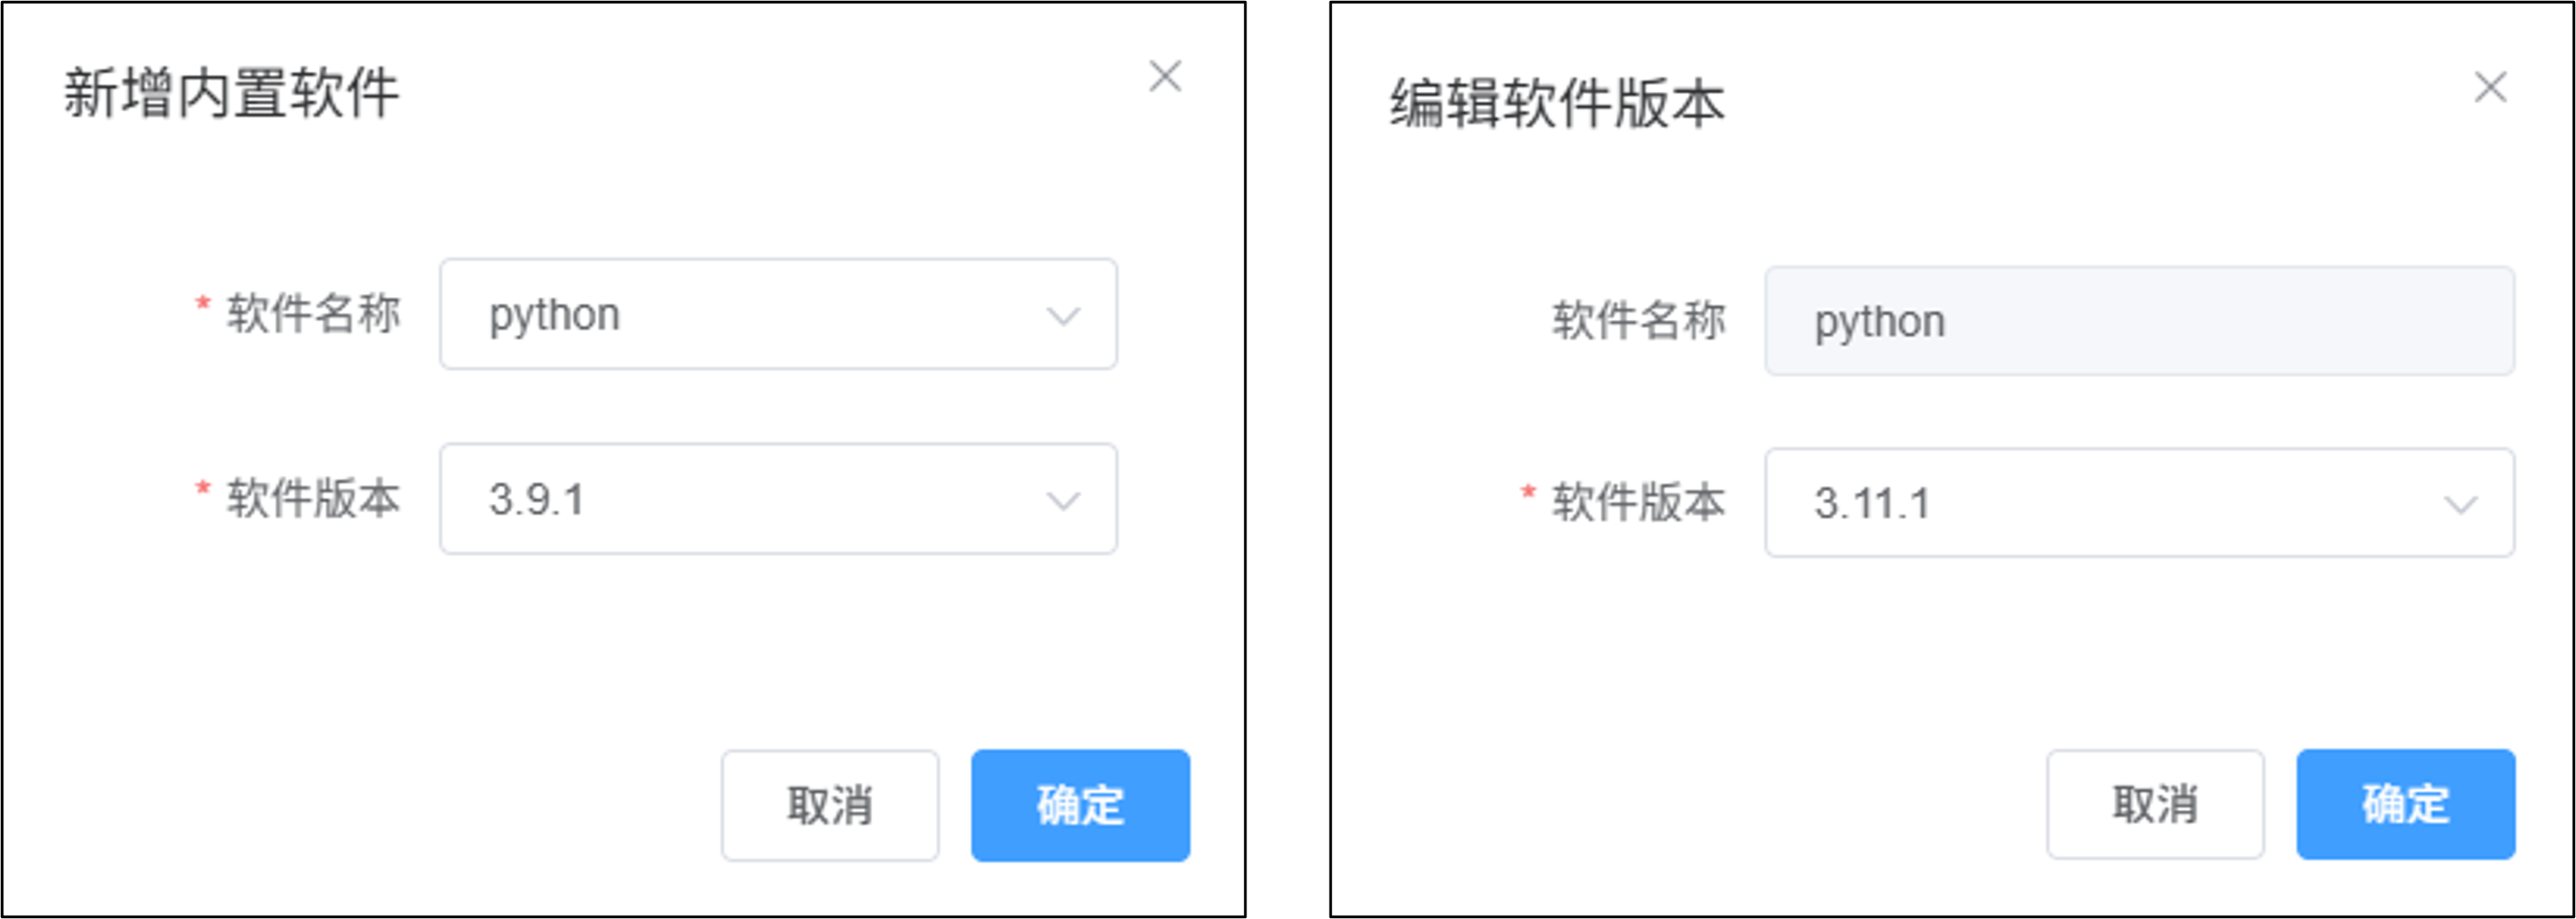 新增内置软件
* 软件名称 python
* 软件版本 3.9.1
取消 确定
编辑软件版本
软件名称 python
* 软件版本 3.11.1
取消 确定